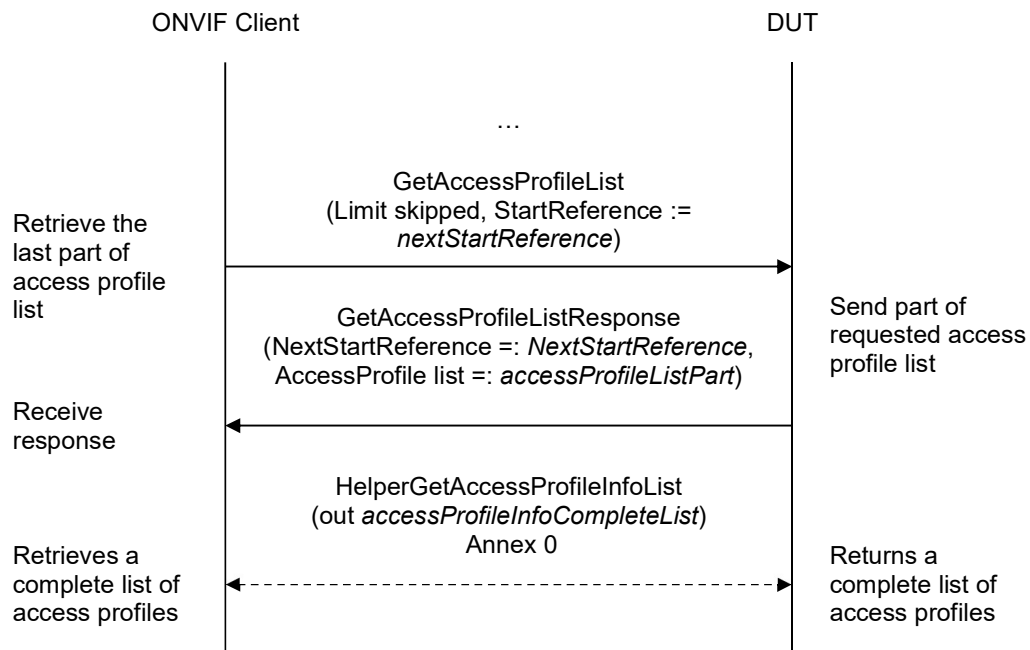 ONVIF Client
DUT
…
GetAccessProfileList
(Limit skipped, StartReference :=
nextStartReference)
Retrieve the
last part of
access profile
list
GetAccessProfileListResponse
(NextStartReference =: NextStartReference,
AccessProfile list =: accessProfileListPart)
Send part of
requested access
profile list
Receive
response
HelperGetAccessProfileInfoList
(out accessProfileInfoCompleteList)
Annex 0
Retrieves a
complete list of
access profiles
Returns a
complete list of
access profiles